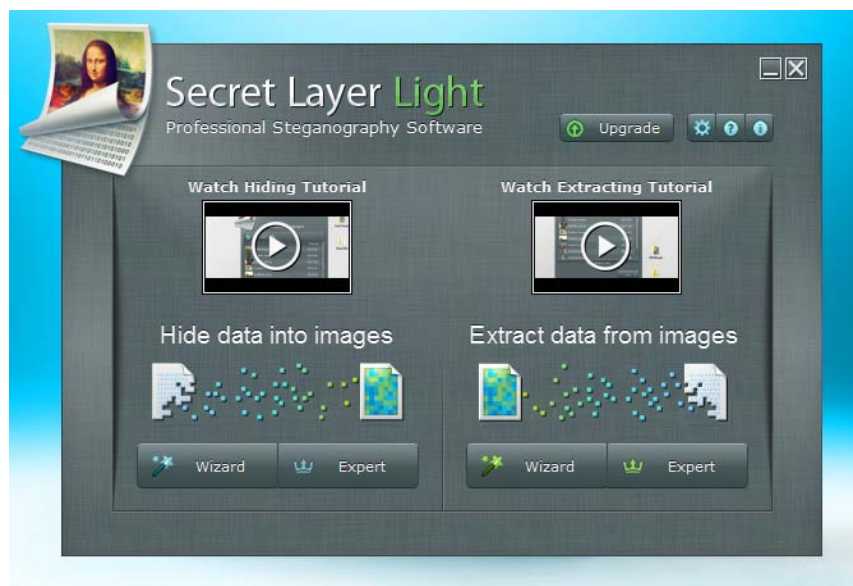 Secret Layer Light
Professional Steganography Software
Upgrade
Watch Hiding Tutorial
Watch Extracting Tutorial
Hide data into images
Extract data from images
Wizard
Expert
Wizard
Expert